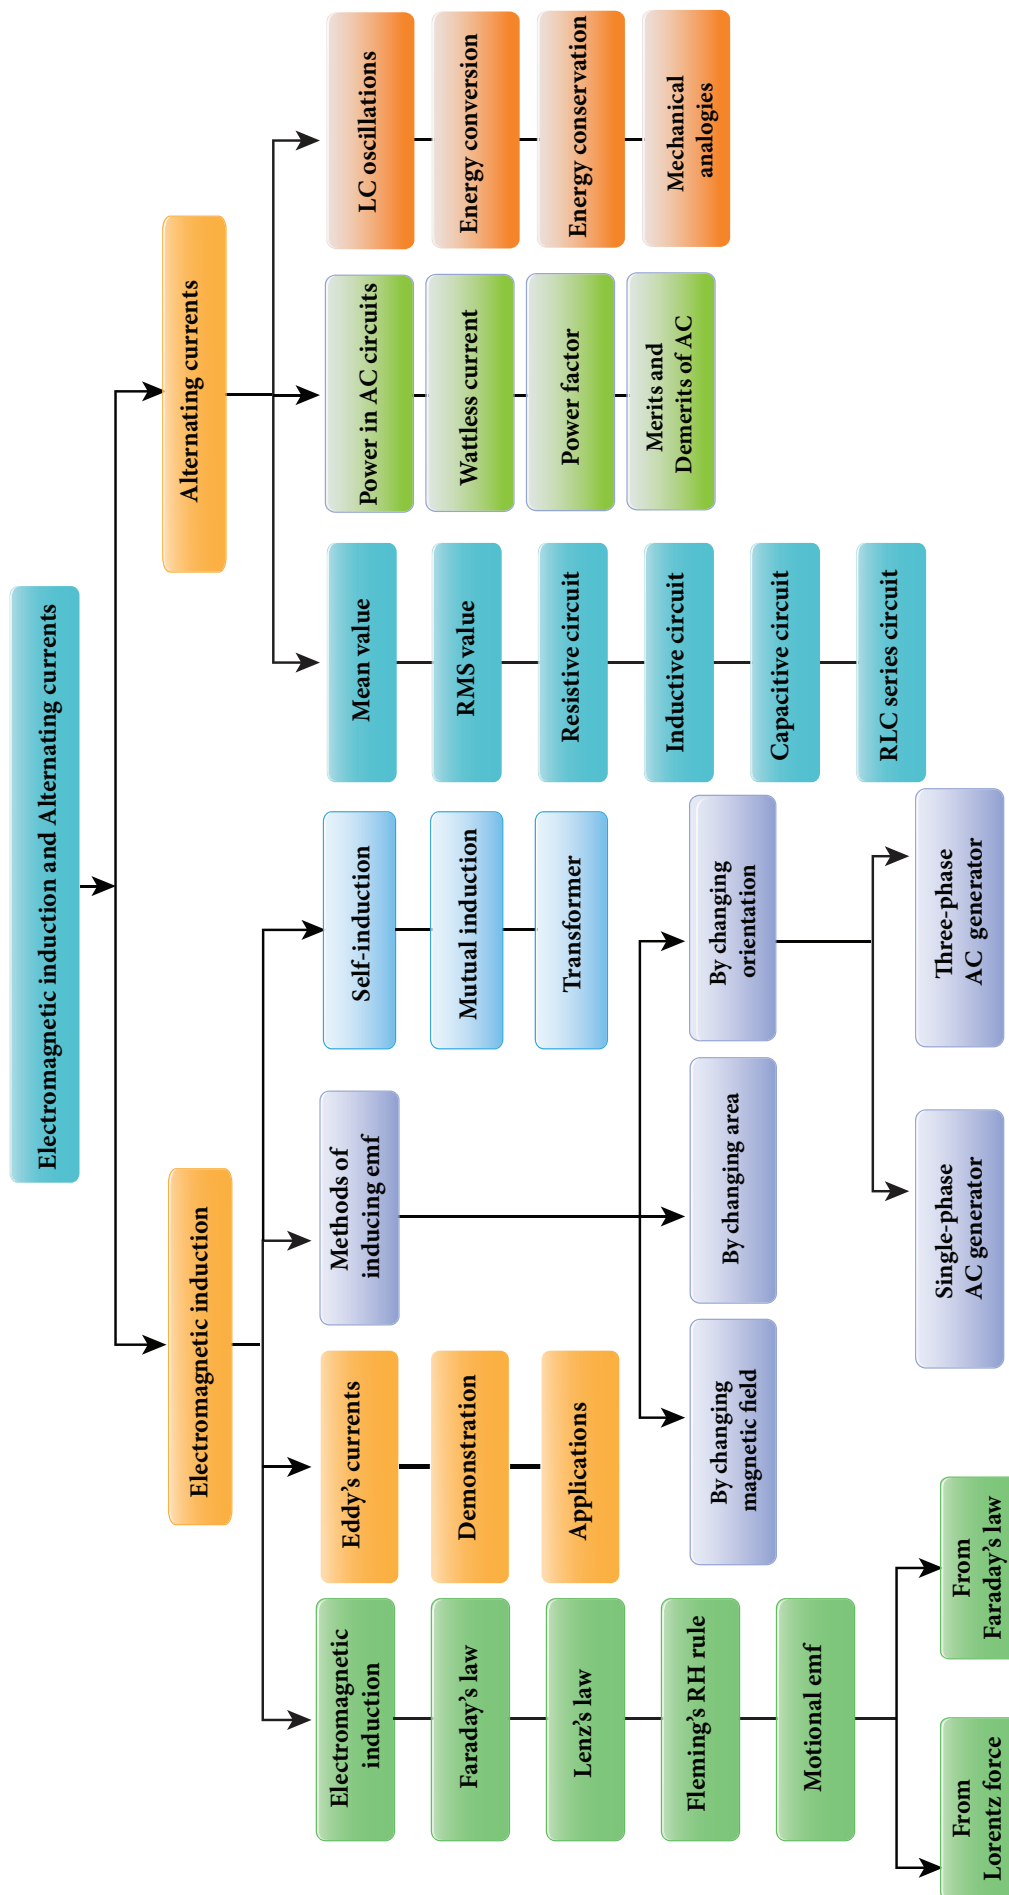 Electromagnetic induction and Alternating currents
Electromagnetic induction
Alternating currents
Electromagnetic
induction
Faraday’s law
Lenz’s law
Fleming’s RH rule
Motional emf
From
Lorentz force
From
Faraday’s law
Eddy’s currents
Demonstration
Applications
Methods of
inducing emf
By changing
magnetic field
By changing area
By changing
orientation
Single-phase
AC generator
Three-phase
AC generator
Self-induction
Mutual induction
Transformer
Mean value
RMS value
Resistive circuit
Inductive circuit
Capacitive circuit
RLC series circuit
Power in AC circuits
Wattless current
Power factor
Merits and
Demerits of AC
LC oscillations
Energy conversion
Energy conservation
Mechanical
analogies